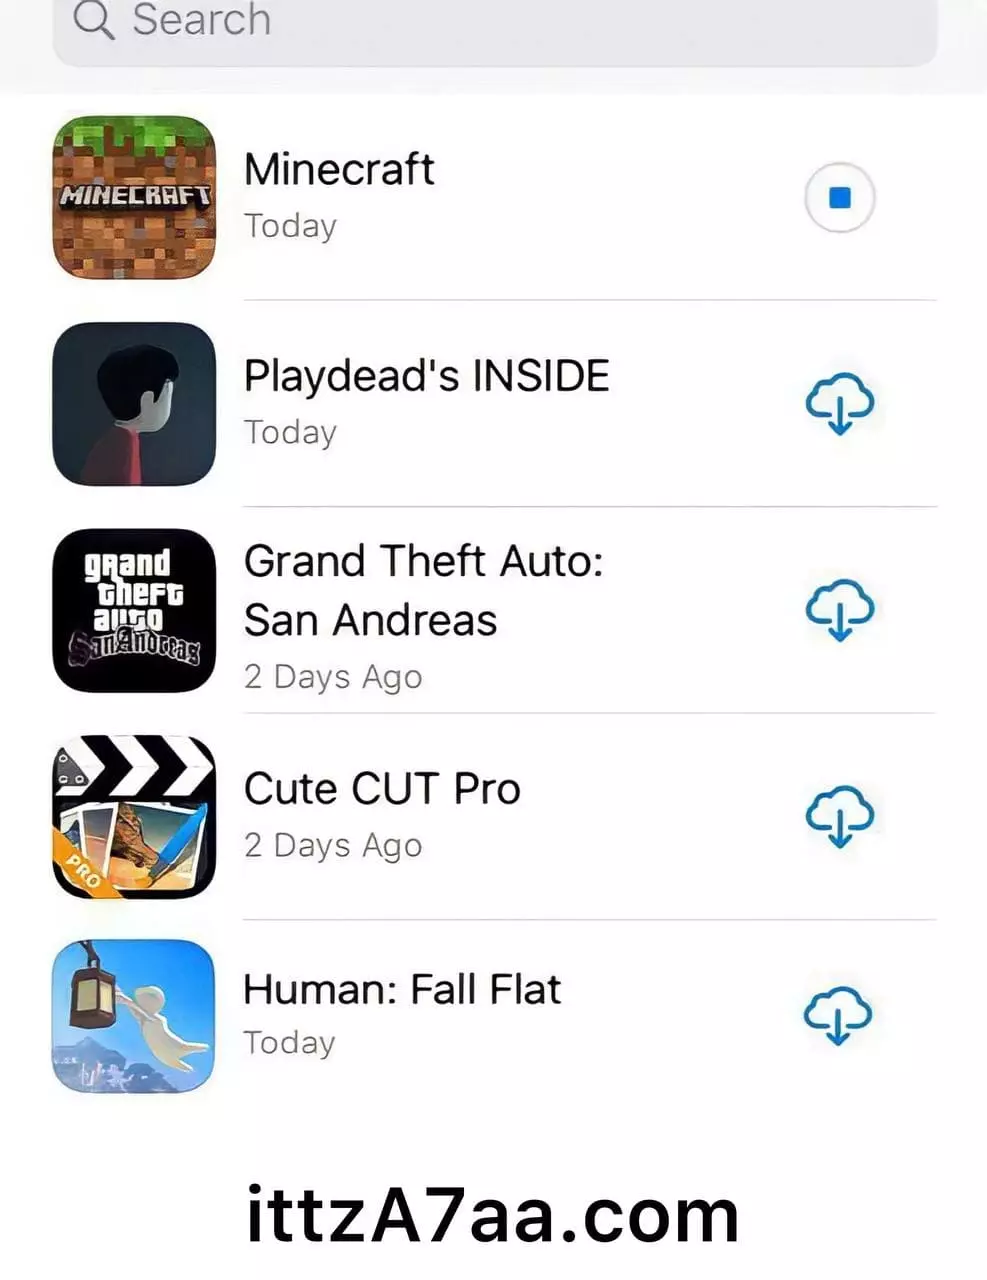 Search
MINECRAFT
Minecraft
Today
Playdead's INSIDE
Today
grand
theft
auto
San Andreas
Grand Theft Auto:
San Andreas
2 Days Ago
PRO
Cute CUT Pro
2 Days Ago
Human: Fall Flat
Today
ittzA7aa.com